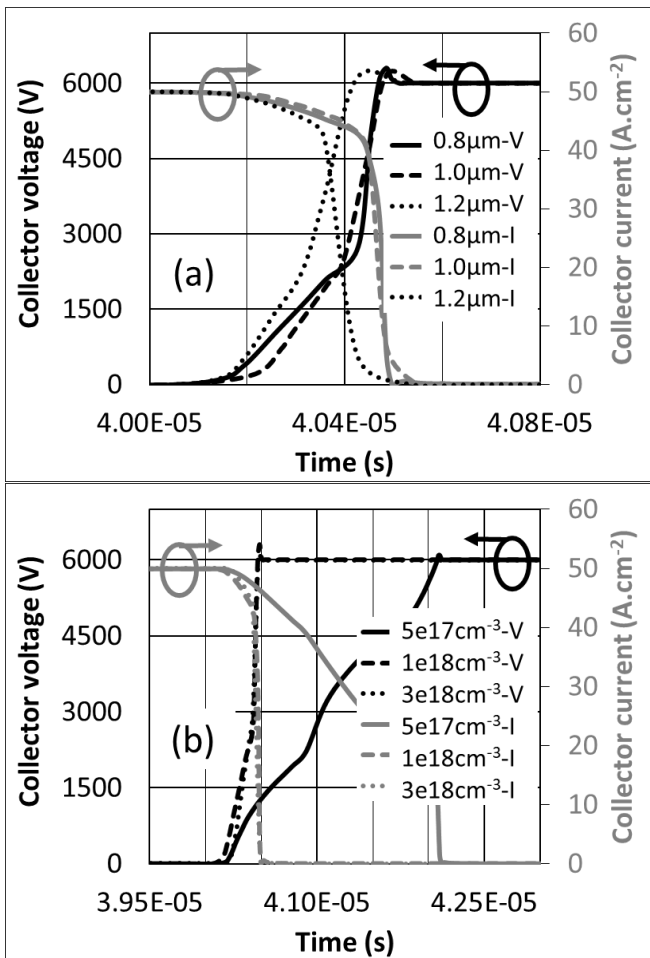 60
6000
50
Collector voltage (V)
0.8µm-V
4500
1.0µm-V
40
1.2µm-V
0.8µm-I
30
3000
1.0µm-I
(a)
1.2µm-I
20
1500
10
0
0
Collector current (A.cm⁻²)
4.00E-05
4.04E-05
4.08E-05
Time (s)
60
6000
50
Collector voltage (V)
5e17cm⁻³-V
4500
1e18cm⁻³-V
40
3e18cm⁻³-V
5e17cm⁻³-I
30
3000
1e18cm⁻³-I
(b)
3e18cm⁻³-I
20
1500
10
0
0
Collector current (A.cm⁻²)
3.95E-05
4.10E-05
4.25E-05
Time (s)